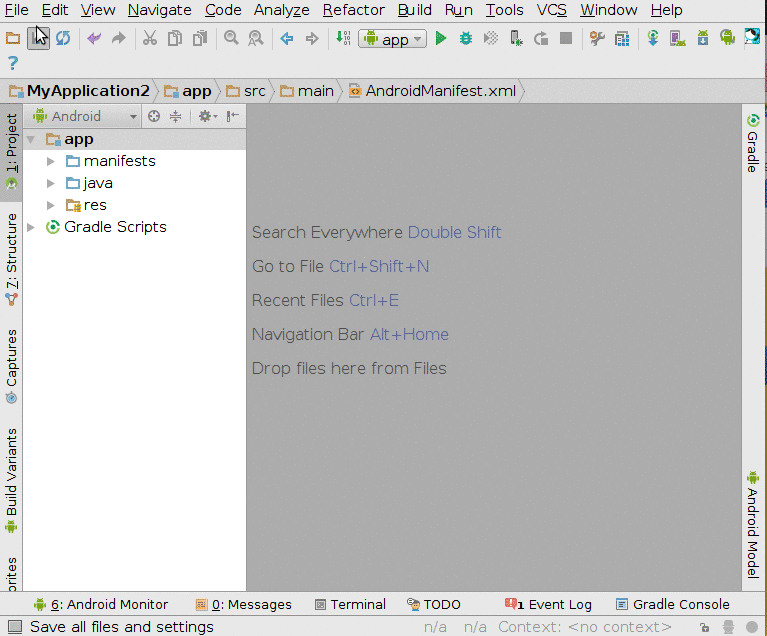 File Edit View Navigate Code Analyze Refactor Build Run Tools VCS Window Help
app
?
MyApplication2 app src main AndroidManifest.xml
Android
1: Project
7: Structure
Captures
Build Variants
orites
app
manifests
java
res
Gradle Scripts
Search Everywhere Double Shift
Go to File Ctrl+Shift+N
Recent Files Ctrl+E
Navigation Bar Alt+Home
Drop files here from Files
Gradle
Android Model
6: Android Monitor 0: Messages Terminal TODO 1 Event Log Gradle Console
Save all files and settings n/a n/a Context: <no context>